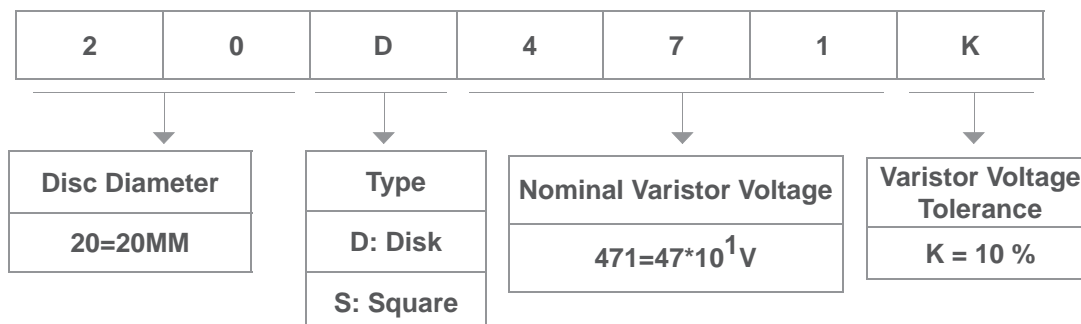 2 0 D 4 7 1 K
Disc Diameter
20=20MM
Type
D: Disk
S: Square
Nominal Varistor Voltage
471=47*10¹V
Varistor Voltage
Tolerance
K = 10 %